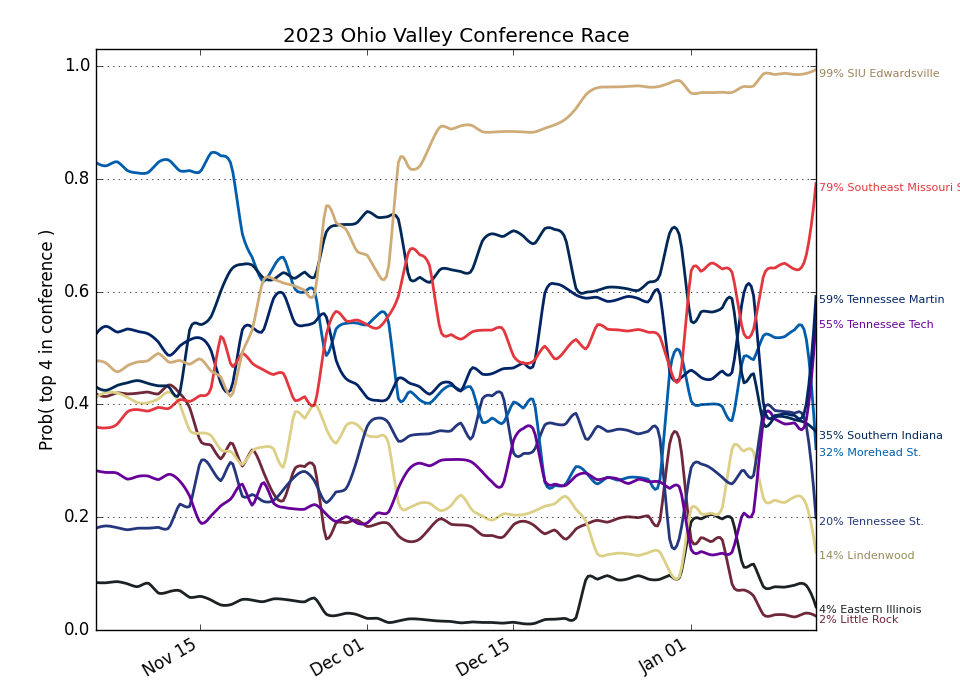 2023 Ohio Valley Conference Race
Prob( top 4 in conference )
1.0
0.8
0.6
0.4
0.2
0.0
Nov 15
Dec 01
Dec 15
Jan 01
99% SIU Edwardsville
79% Southeast Missouri S
59% Tennessee Martin
55% Tennessee Tech
35% Southern Indiana
32% Morehead St.
20% Tennessee St.
14% Lindenwood
4% Eastern Illinois
2% Little Rock